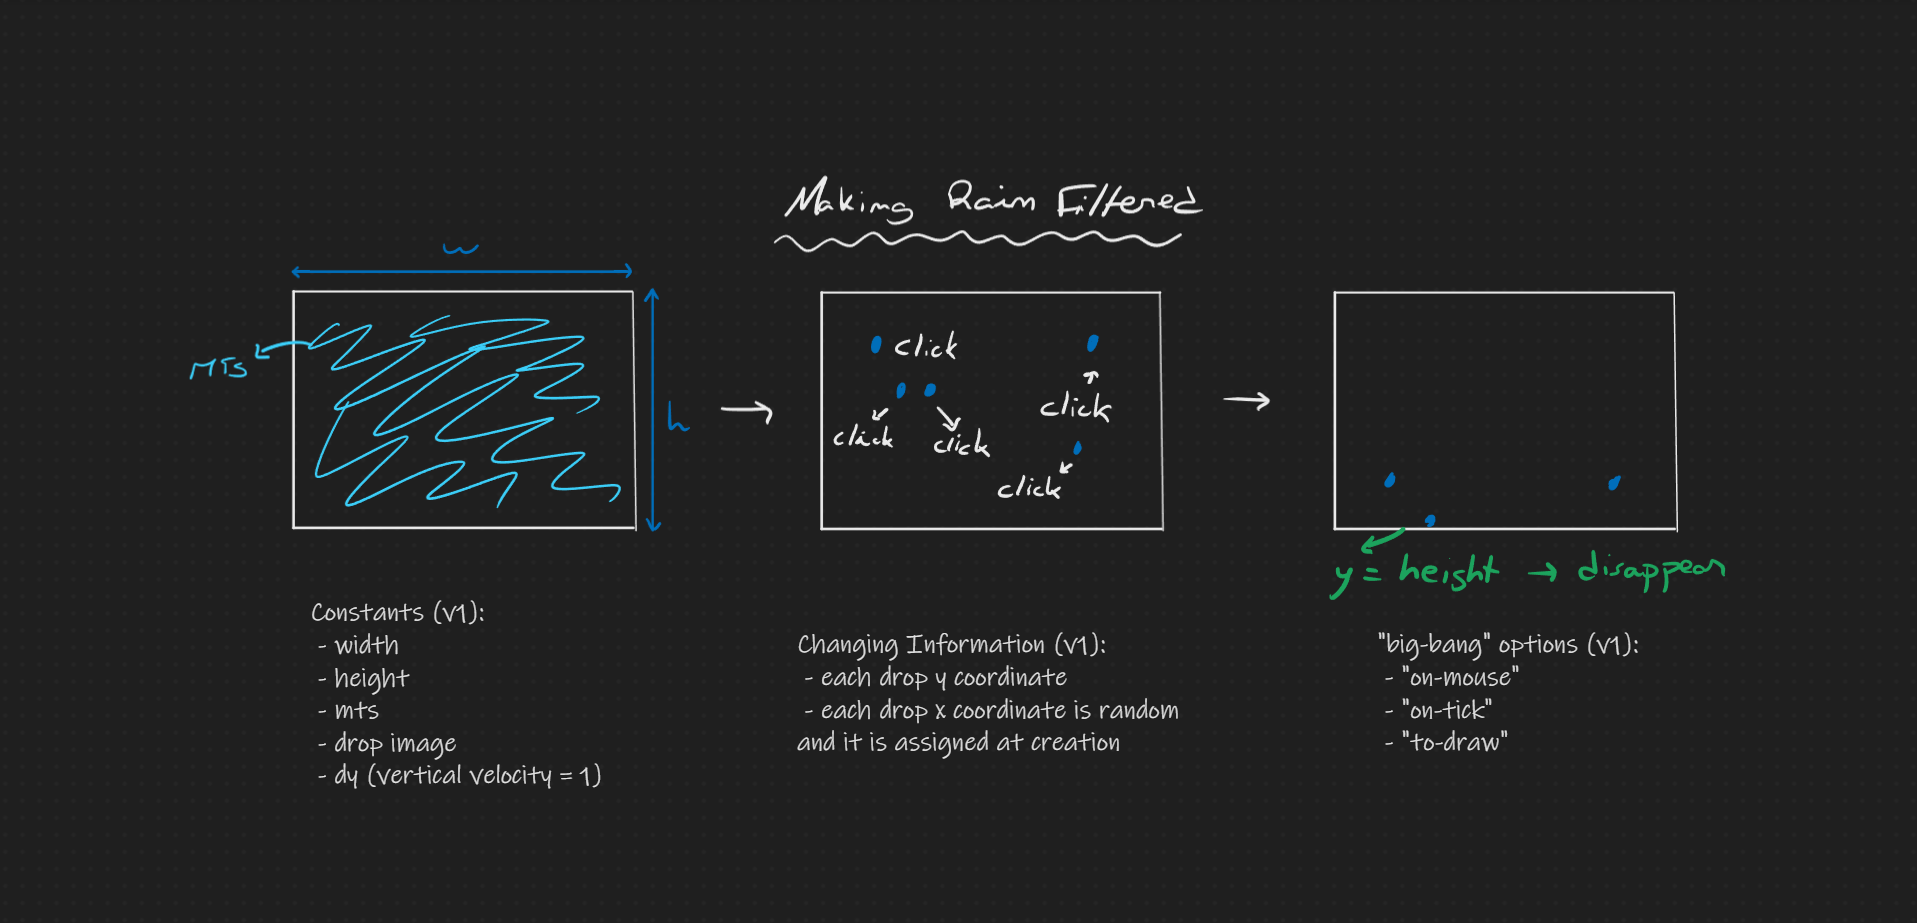 Making Rain Filtered
w
MTS
h
click
click
click
click
click
y = height → disappear
Constants (v1):
- width
- height
- mts
- drop image
- dy (vertical velocity = 1)
Changing Information (v1):
- each drop y coordinate
- each drop x coordinate is random
and it is assigned at creation
"big-bang" options (v1):
- "on-mouse"
- "on-tick"
- "to-draw"